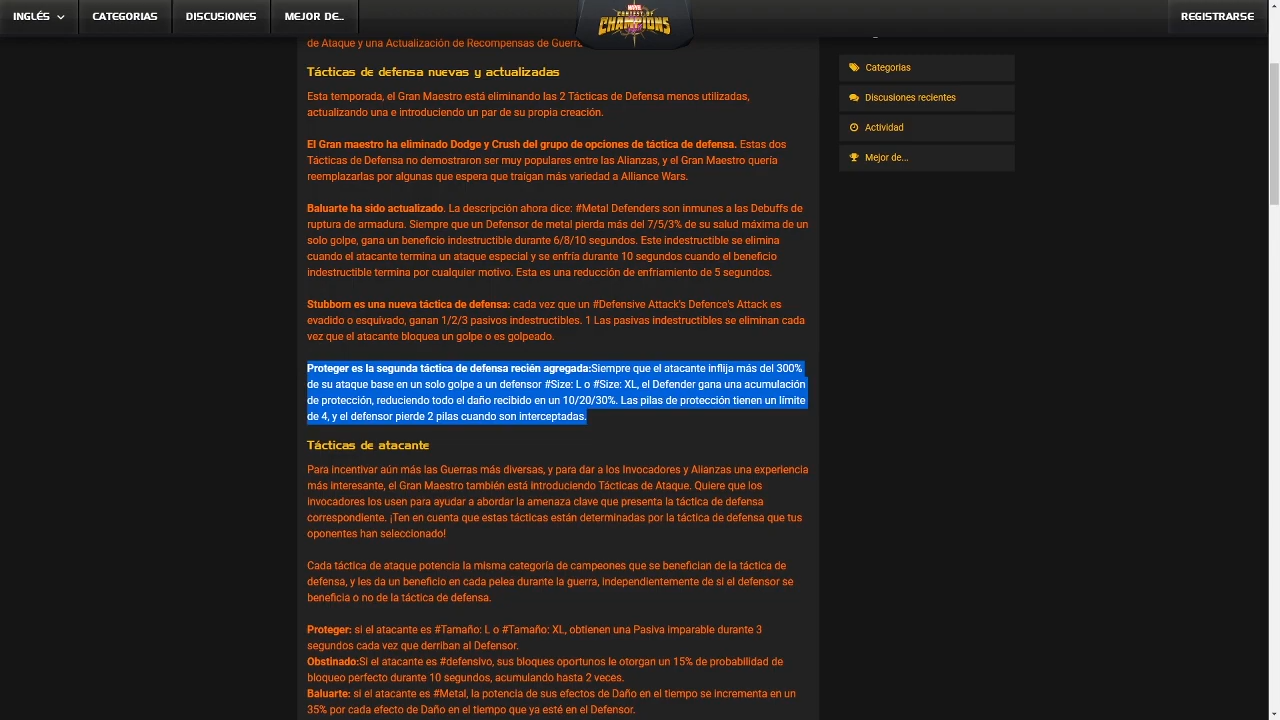 INGLÉS
CATEGORIAS
DISCUSIONES
MEJOR DE...
MARVEL
CONTEST OF
CHAMPIONS
REGISTRARSE
de Ataque y una Actualización de Recompensas de Guerra
Tácticas de defensa nuevas y actualizadas
Esta temporada, el Gran Maestro está eliminando las 2 Tácticas de Defensa menos utilizadas,
actualizando una e introduciendo un par de su propia creación.
El Gran maestro ha eliminado Dodge y Crush del grupo de opciones de táctica de defensa. Estas dos
Tácticas de Defensa no demostraron ser muy populares entre las Alianzas, y el Gran Maestro quería
reemplazarlas por algunas que espera que traigan más variedad a Alliance Wars.
Baluarte ha sido actualizado. La descripción ahora dice: #Metal Defenders son inmunes a las Debuffs de
ruptura de armadura. Siempre que un Defensor de metal pierda más del 7/5/3% de su salud máxima de un
solo golpe, gana un beneficio indestructible durante 6/8/10 segundos. Este indestructible se elimina
cuando el atacante termina un ataque especial y se enfría durante 10 segundos cuando el beneficio
indestructible termina por cualquier motivo. Esta es una reducción de enfriamiento de 5 segundos.
Stubborn es una nueva táctica de defensa: cada vez que un #Defensive Attack's Defence's Attack es
evadido o esquivado, ganan 1/2/3 pasivos indestructibles. 1 Las pasivas indestructibles se eliminan cada
vez que el atacante bloquea un golpe o es golpeado.
Proteger es la segunda táctica de defensa recién agregada:Siempre que el atacante inflija más del 300%
de su ataque base en un solo golpe a un defensor #Size: L o #Size: XL, el Defender gana una acumulación
de protección, reduciendo todo el daño recibido en un 10/20/30%. Las pilas de protección tienen un límite
de 4, y el defensor pierde 2 pilas cuando son interceptadas.
Tácticas de atacante
Para incentivar aún más las Guerras más diversas, y para dar a los Invocadores y Alianzas una experiencia
más interesante, el Gran Maestro también está introduciendo Tácticas de Ataque. Quiere que los
invocadores los usen para ayudar a abordar la amenaza clave que presenta la táctica de defensa
correspondiente. ¡Ten en cuenta que estas tácticas están determinadas por la táctica de defensa que tus
oponentes han seleccionado!
Cada táctica de ataque potencia la misma categoría de campeones que se benefician de la táctica de
defensa, y les da un beneficio en cada pelea durante la guerra, independientemente de si el defensor se
beneficia o no de la táctica de defensa.
Proteger: si el atacante es #Tamaño: L o #Tamaño: XL, obtienen una Pasiva imparable durante 3
segundos cada vez que derriban al Defensor.
Obstinado:Si el atacante es #defensivo, sus bloques oportunos le otorgan un 15% de probabilidad de
bloqueo perfecto durante 10 segundos, acumulando hasta 2 veces.
Baluarte: si el atacante es #Metal, la potencia de sus efectos de Daño en el tiempo se incrementa en un
35% por cada efecto de Daño en el tiempo que ya esté en el Defensor.
Categorías
Discusiones recientes
Actividad
Mejor de...